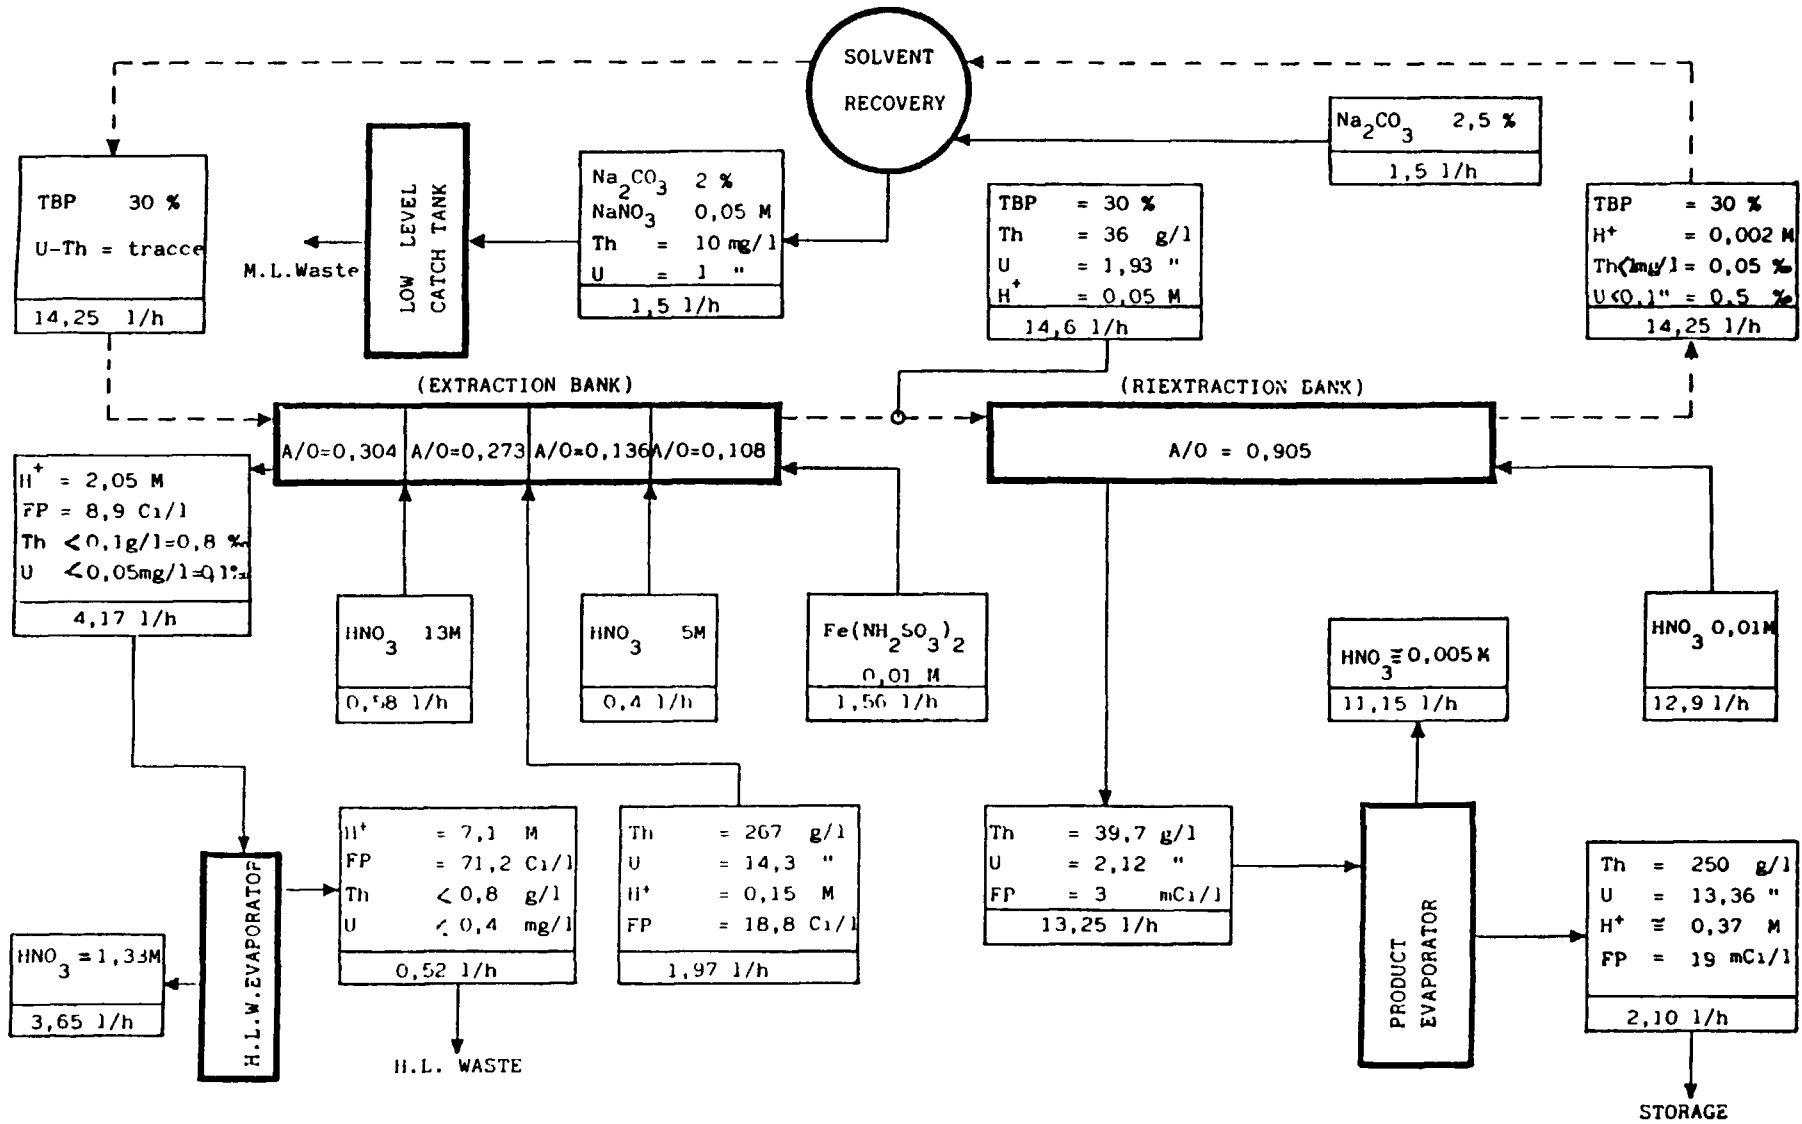 SOLVENT
RECOVERY
Na2CO3 2,5 %
1,5 l/h
TBP 30 %
U-Th = tracce
14,25 l/h
LOW LEVEL
CATCH TANK
M.L.Waste
Na2CO3 2 %
NaNO3 0,05 M
Th = 10 mg/l
U = 1 "
1,5 l/h
TBP = 30 %
Th = 36 g/l
U = 1,93 "
H+ = 0,05 M
14,6 l/h
TBP = 30 %
H+ = 0,002 M
Th<1mg/l = 0,05 ‰
U<0,1" = 0,5 ‰
14,25 l/h
(EXTRACTION BANK)
A/O=0,304
A/O=0,273
A/O=0,136
A/O=0,108
(RIEXTRACTION BANK)
A/O = 0,905
H+ = 2,05 M
FP = 8,9 Ci/l
Th <0,1g/l=0,8 ‰
U <0,05mg/l=0,1‰
4,17 l/h
HNO3 13M
0,58 l/h
HNO3 5M
0,4 l/h
Fe(NH2SO3)2
0,01 M
1,56 l/h
HNO3≅0,005M
11,15 l/h
HNO3 0,01M
12,9 l/h
H.L.W.EVAPORATOR
HNO3 =1,33M
3,65 l/h
H+ = 7,1 M
FP = 71,2 Ci/l
Th < 0,8 g/l
U < 0,4 mg/l
0,52 l/h
H.L. WASTE
Th = 267 g/l
U = 14,3 "
H+ = 0,15 M
FP = 18,8 Ci/l
1,97 l/h
Th = 39,7 g/l
U = 2,12 "
FP = 3 mCi/l
13,25 l/h
PRODUCT
EVAPORATOR
Th = 250 g/l
U = 13,36 "
H+ ≅ 0,37 M
FP = 19 mCi/l
2,10 l/h
STORAGE